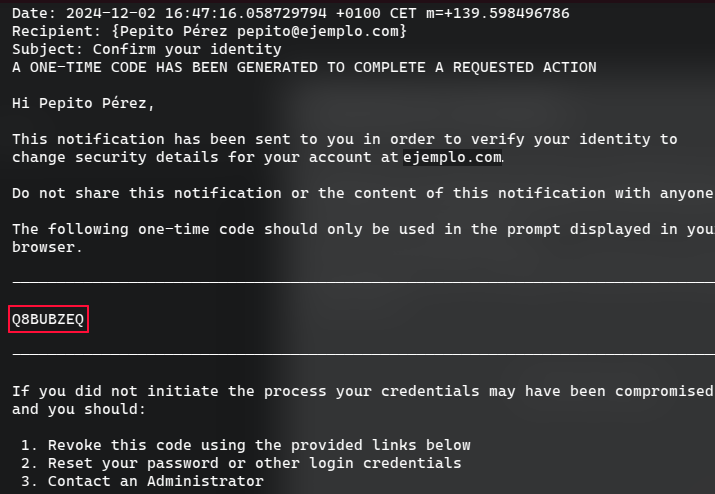 Date: 2024-12-02 16:47:16.058729794 +0100 CET m=+139.598496786
Recipient: {Pepito Pérez pepito@ejemplo.com}
Subject: Confirm your identity
A ONE-TIME CODE HAS BEEN GENERATED TO COMPLETE A REQUESTED ACTION
Hi Pepito Pérez,
This notification has been sent to you in order to verify your identity to
change security details for your account at ejemplo.com.
Do not share this notification or the content of this notification with anyone
The following one-time code should only be used in the prompt displayed in you
browser.
Q8BUBZEQ
If you did not initiate the process your credentials may have been compromised
and you should:
1. Revoke this code using the provided links below
2. Reset your password or other login credentials
3. Contact an Administrator